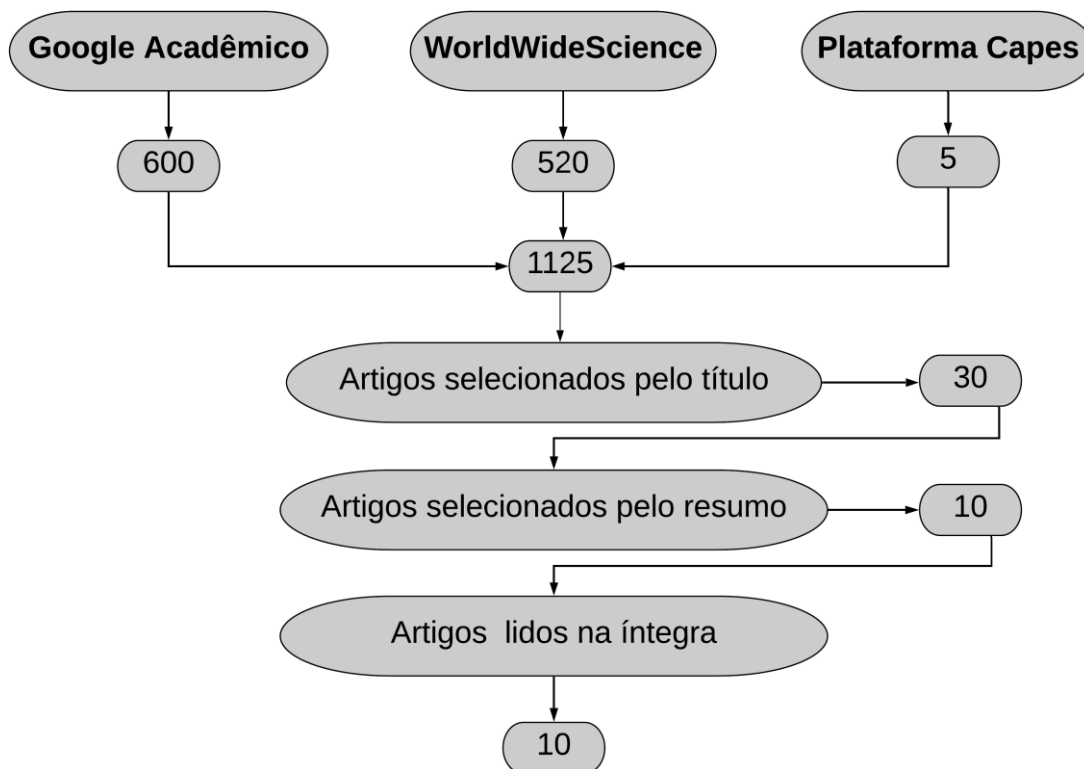 Google Acadêmico
WorldWideScience
Plataforma Capes
600
520
5
1125
Artigos selecionados pelo título
30
Artigos selecionados pelo resumo
10
Artigos lidos na íntegra
10